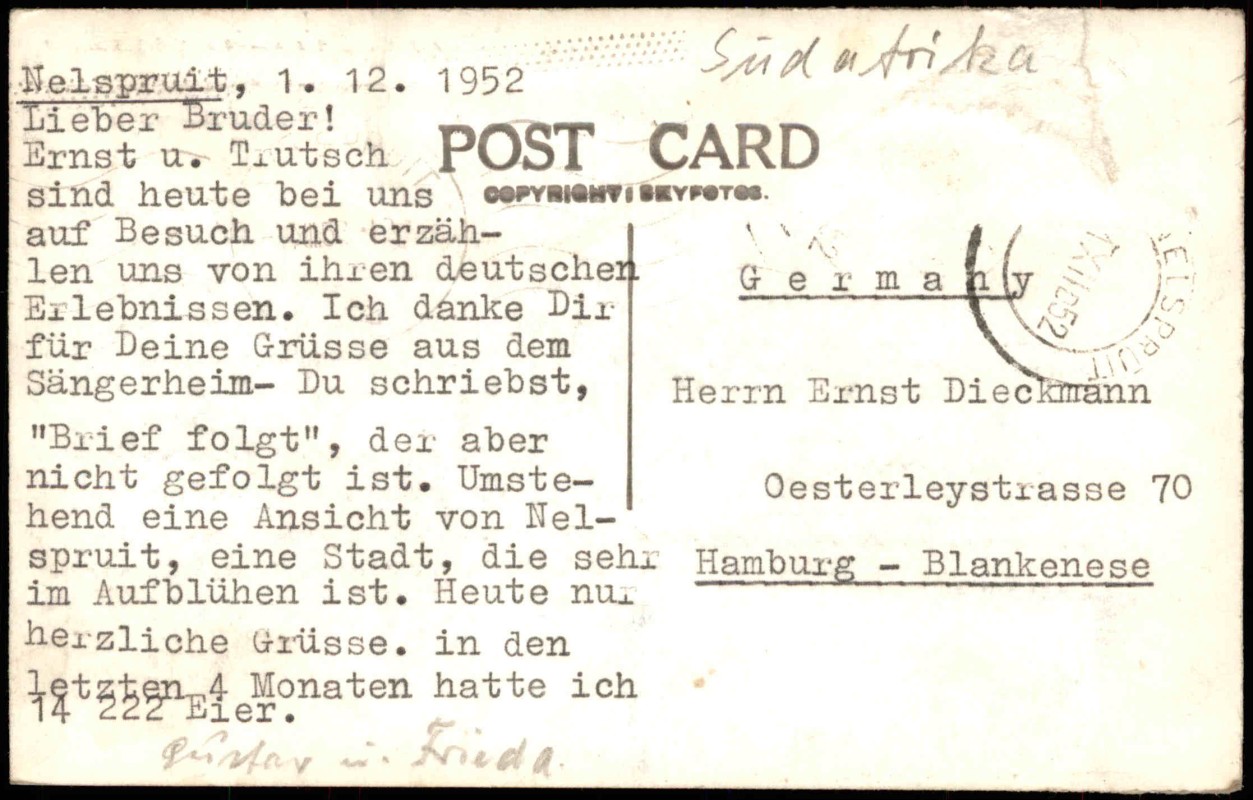 Südafrika
Nelspruit, 1. 12. 1952
Lieber Bruder!
Ernst u. Trutsch
sind heute bei uns
auf Besuch und erzäh-
len uns von ihren deutschen
Erlebnissen. Ich danke Dir
für Deine Grüsse aus dem
Sängerheim- Du schriebst,
"Brief folgt", der aber
nicht gefolgt ist. Umste-
hend eine Ansicht von Nel-
spruit, eine Stadt, die sehr
im Aufblühen ist. Heute nur
herzliche Grüsse. in den
letzten 4 Monaten hatte ich
14 222 Eier.
Gustav u. Frieda.
POST CARD
COPYRIGHT: SKYFOTOS.
Germany
Herrn Ernst Dieckmann
Oesterleystrasse 70
Hamburg - Blankenese
NELSPRUIT
1 XII 52